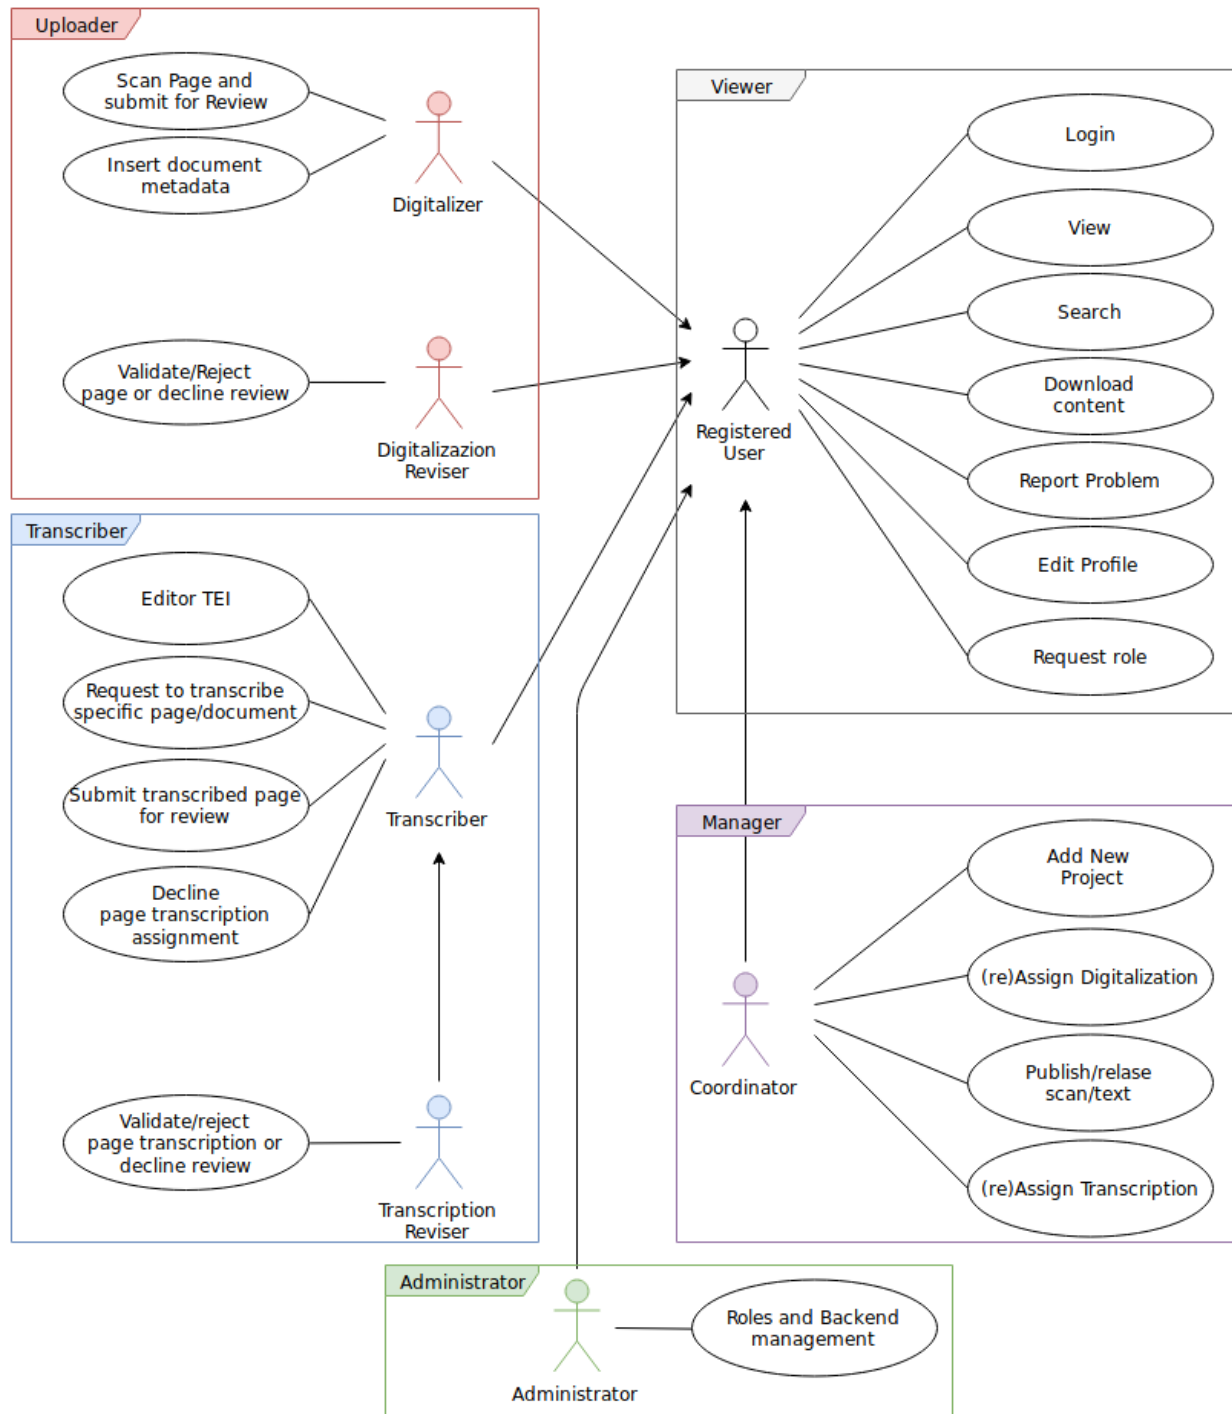 Uploader
Scan Page and
submit for Review
Insert document
metadata
Digitalizer
Validate/Reject
page or decline review
Digitalizazion
Reviser
Viewer
Login
View
Search
Download
content
Report Problem
Edit Profile
Request role
Registered
User
Transcriber
Editor TEI
Request to transcribe
specific page/document
Submit transcribed page
for review
Decline
page transcription
assignment
Transcriber
Validate/reject
page transcription or
decline review
Transcription
Reviser
Manager
Add New
Project
(re)Assign Digitalization
Publish/relase
scan/text
(re)Assign Transcription
Coordinator
Administrator
Roles and Backend
management
Administrator